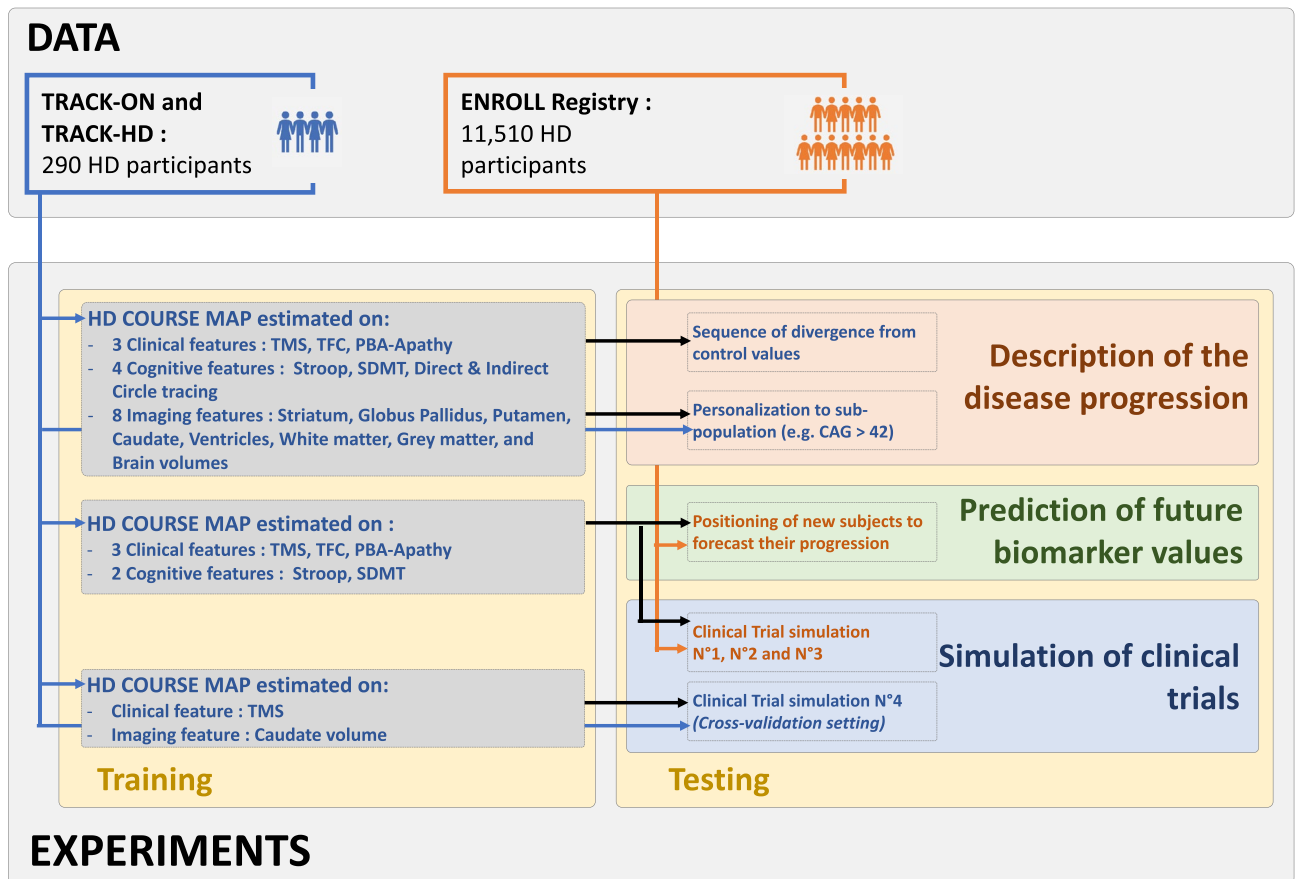 DATA
TRACK-ON and
TRACK-HD :
290 HD participants
ENROLL Registry :
11,510 HD
participants
HD COURSE MAP estimated on:
- 3 Clinical features : TMS, TFC, PBA-Apathy
- 4 Cognitive features : Stroop, SDMT, Direct & Indirect
Circle tracing
- 8 Imaging features : Striatum, Globus Pallidus, Putamen,
Caudate, Ventricles, White matter, Grey matter, and
Brain volumes
HD COURSE MAP estimated on :
- 3 Clinical features : TMS, TFC, PBA-Apathy
- 2 Cognitive features : Stroop, SDMT
HD COURSE MAP estimated on:
- Clinical feature : TMS
- Imaging feature : Caudate volume
Training
Sequence of divergence from
control values
Personalization to sub-
population (e.g. CAG > 42)
Description of the
disease progression
Positioning of new subjects to
forecast their progression
Prediction of future
biomarker values
Clinical Trial simulation
N°1, N°2 and N°3
Clinical Trial simulation N°4
(Cross-validation setting)
Simulation of clinical
trials
Testing
EXPERIMENTS